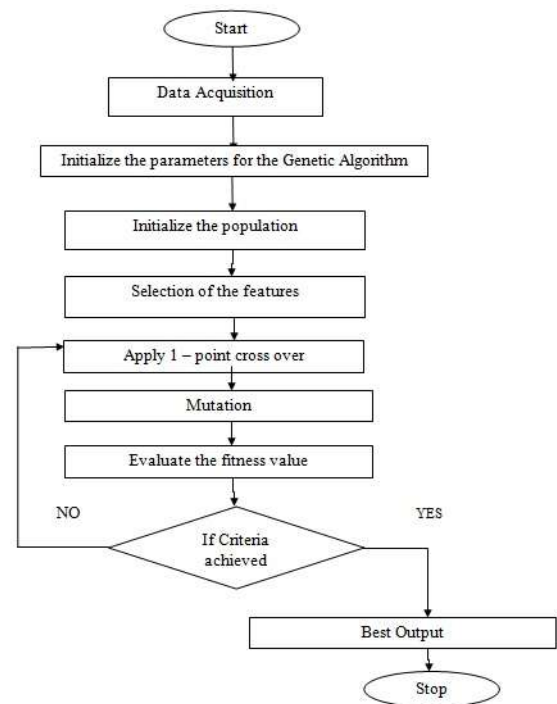 Start
Data Acquisition
Initialize the parameters for the Genetic Algorithm
Initialize the population
Selection of the features
Apply 1 – point cross over
Mutation
Evaluate the fitness value
NO
YES
If Criteria
achieved
Best Output
Stop